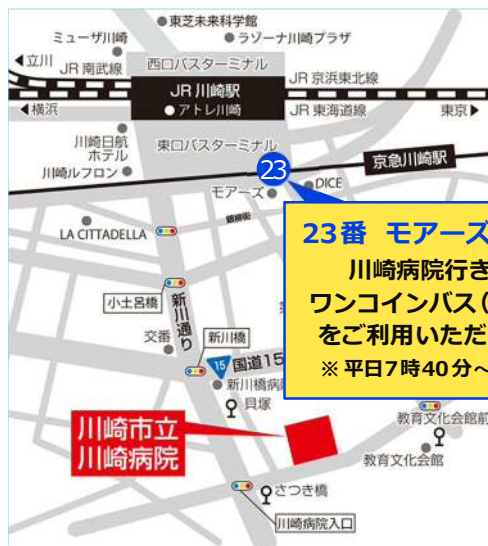 東芝未来科学館
ミューザ川崎
ラゾーナ川崎プラザ
◀立川
JR 南武線
西口バスターミナル
JR 京浜東北線
JR 川崎駅
アトレ川崎
◀横浜
JR 東海道線
東京▶
川崎日航
ホテル
東口バスターミナル
京急川崎駅
23
川崎ルフロン
モアーズ
DICE
銀柳街
LA CITTADELLA
23番 モアーズ
川崎病院行き
ワンコインバス(
をご利用いただ
※ 平日7時40分~
小土呂橋
新川通り
交番
新川橋
15
国道15
新川橋病院
貝塚
川崎市立
川崎病院
教育文化会館前
教育文化会館
さつき橋
川崎病院入口